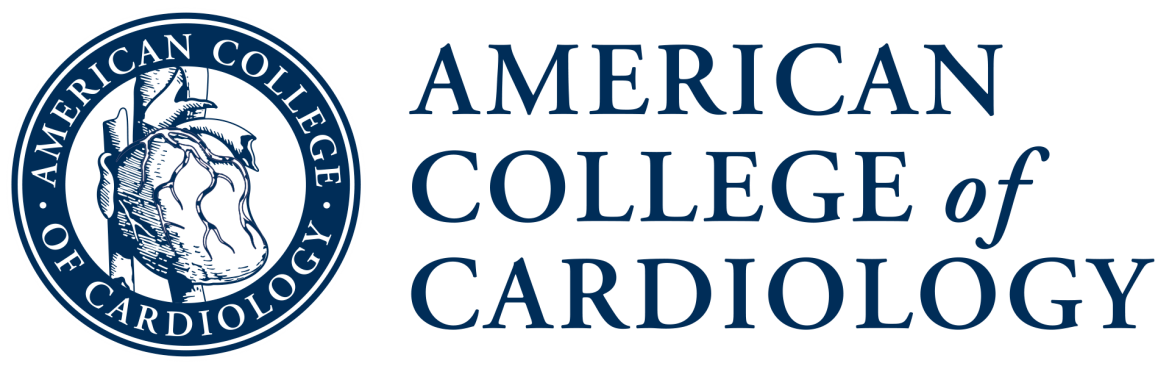 AMERICAN COLLEGE
· OF CARDIOLOGY ·
AMERICAN
COLLEGE of
CARDIOLOGY